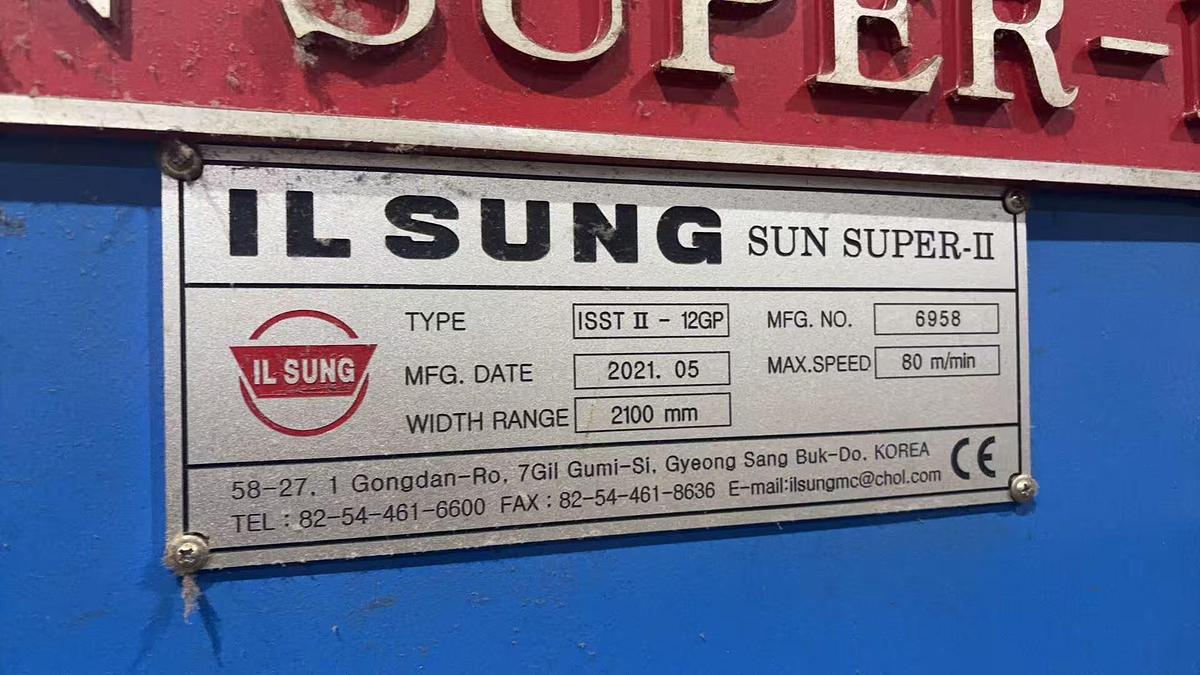 SUPER-
IL SUNG SUN SUPER-II
IL SUNG
TYPE ISST II - 12GP MFG. NO. 6958
MFG. DATE 2021. 05 MAX.SPEED 80 m/min
WIDTH RANGE 2100 mm
58-27. 1 Gongdan-Ro. 7Gil Gumi-Si. Gyeong Sang Buk-Do. KOREA
TEL : 82-54-461-6600 FAX : 82-54-461-8636 E-mail:ilsungmc@chol.com CE